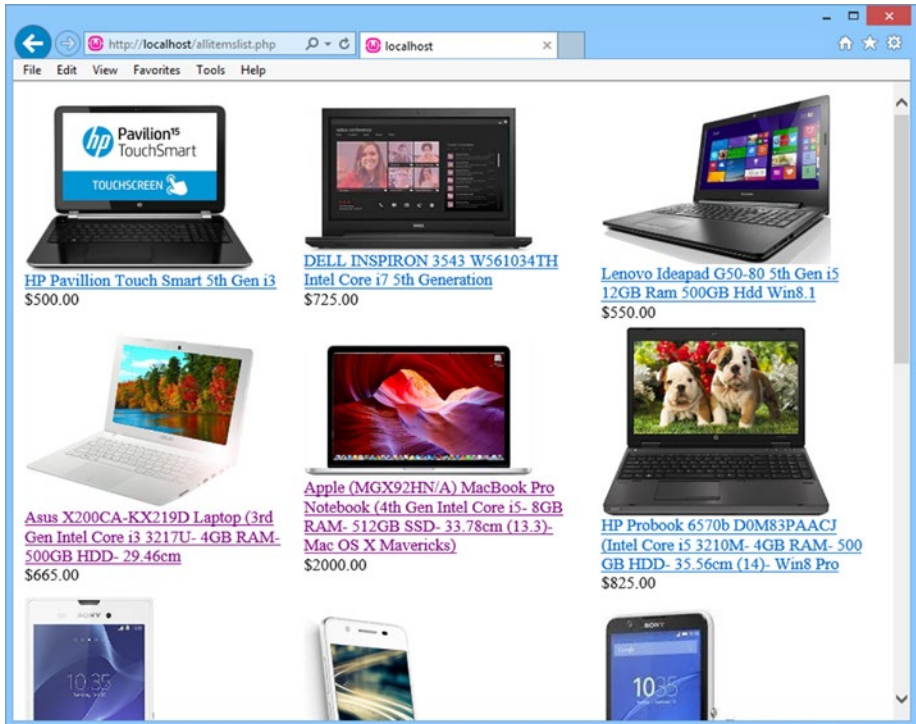 http://localhost/allitemslist.php
localhost
File Edit View Favorites Tools Help
hp
Pavilion15
TouchSmart
TOUCHSCREEN
HP Pavillion Touch Smart 5th Gen i3
$500.00
DELL INSPIRON 3543 W561034TH
Intel Core i7 5th Generation
$725.00
Lenovo Ideapad G50-80 5th Gen i5
12GB Ram 500GB Hdd Win8.1
$550.00
Asus X200CA-KX219D Laptop (3rd
Gen Intel Core i3 3217U- 4GB RAM-
500GB HDD- 29.46cm
$665.00
Apple (MGX92HN/A) MacBook Pro
Notebook (4th Gen Intel Core i5- 8GB
RAM- 512GB SSD- 33.78cm (13.3)-
Mac OS X Mavericks)
$2000.00
HP Probook 6570b D0M83PAACJ
(Intel Core i5 3210M- 4GB RAM- 500
GB HDD- 35.56cm (14)- Win8 Pro
$825.00
SONY
10:35
SONY
10:35